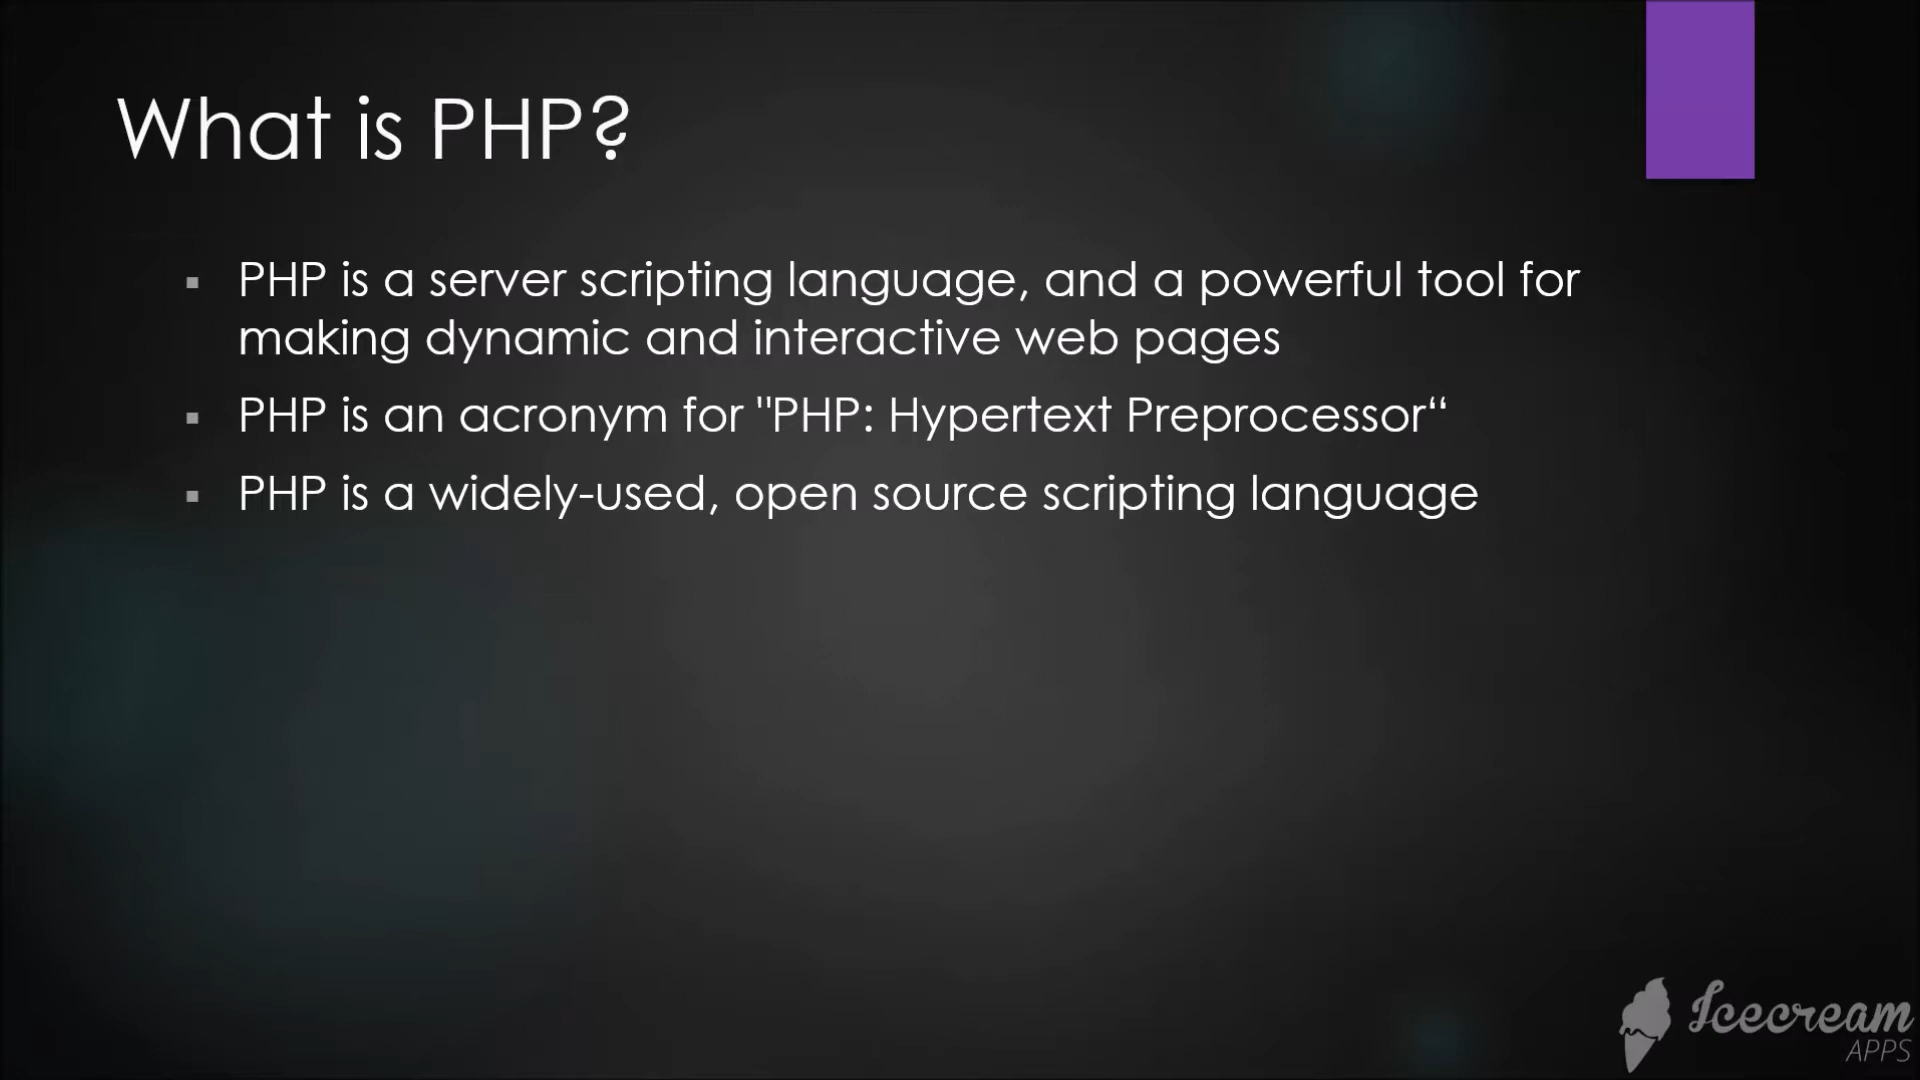 What is PHP?
▪ PHP is a server scripting language, and a powerful tool for
making dynamic and interactive web pages
▪ PHP is an acronym for "PHP: Hypertext Preprocessor“
▪ PHP is a widely-used, open source scripting language
Icecream
APPS